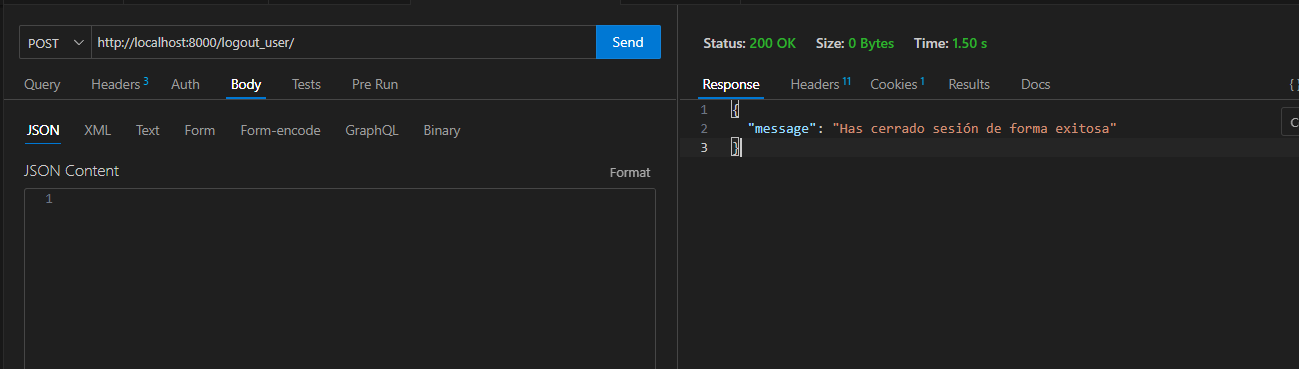 POST http://localhost:8000/logout_user/ Send
Query Headers 3 Auth Body Tests Pre Run
JSON XML Text Form Form-encode GraphQL Binary
JSON Content Format
1
Status: 200 OK Size: 0 Bytes Time: 1.50 s
Response Headers 11 Cookies 1 Results Docs { }
1 {
2 "message": "Has cerrado sesión de forma exitosa"
3 }
C